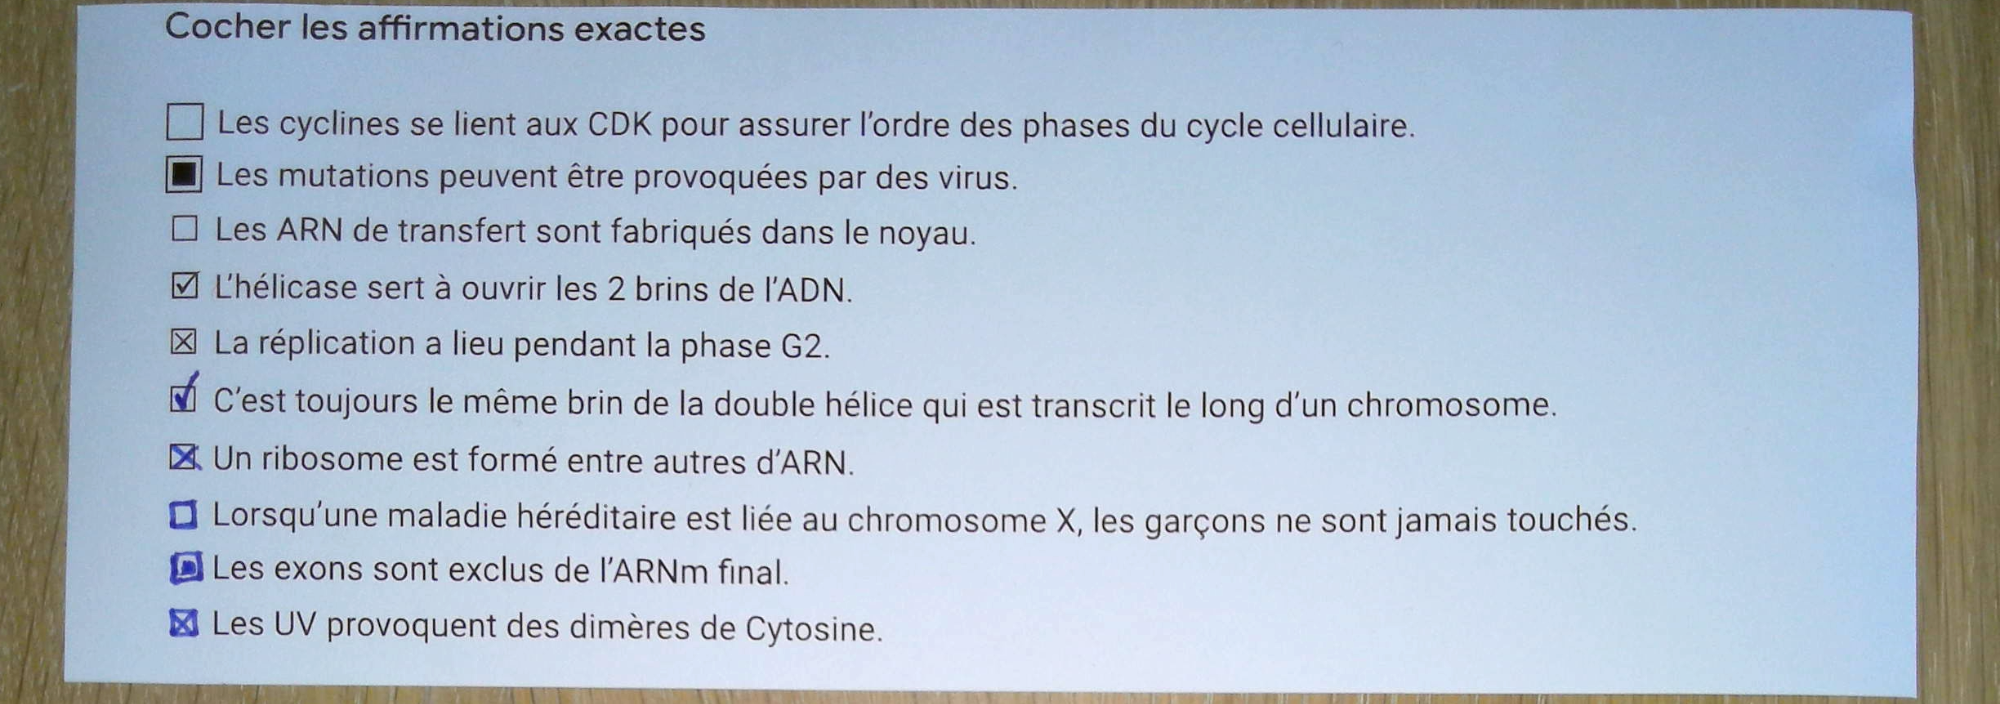 Cocher les affirmations exactes
☐ Les cyclines se lient aux CDK pour assurer l'ordre des phases du cycle cellulaire.
▣ Les mutations peuvent être provoquées par des virus.
☐ Les ARN de transfert sont fabriqués dans le noyau.
☑ L'hélicase sert à ouvrir les 2 brins de l'ADN.
☒ La réplication a lieu pendant la phase G2.
☑ C'est toujours le même brin de la double hélice qui est transcrit le long d'un chromosome.
☒ Un ribosome est formé entre autres d'ARN.
☐ Lorsqu'une maladie héréditaire est liée au chromosome X, les garçons ne sont jamais touchés.
▣ Les exons sont exclus de l'ARNm final.
☒ Les UV provoquent des dimères de Cytosine.